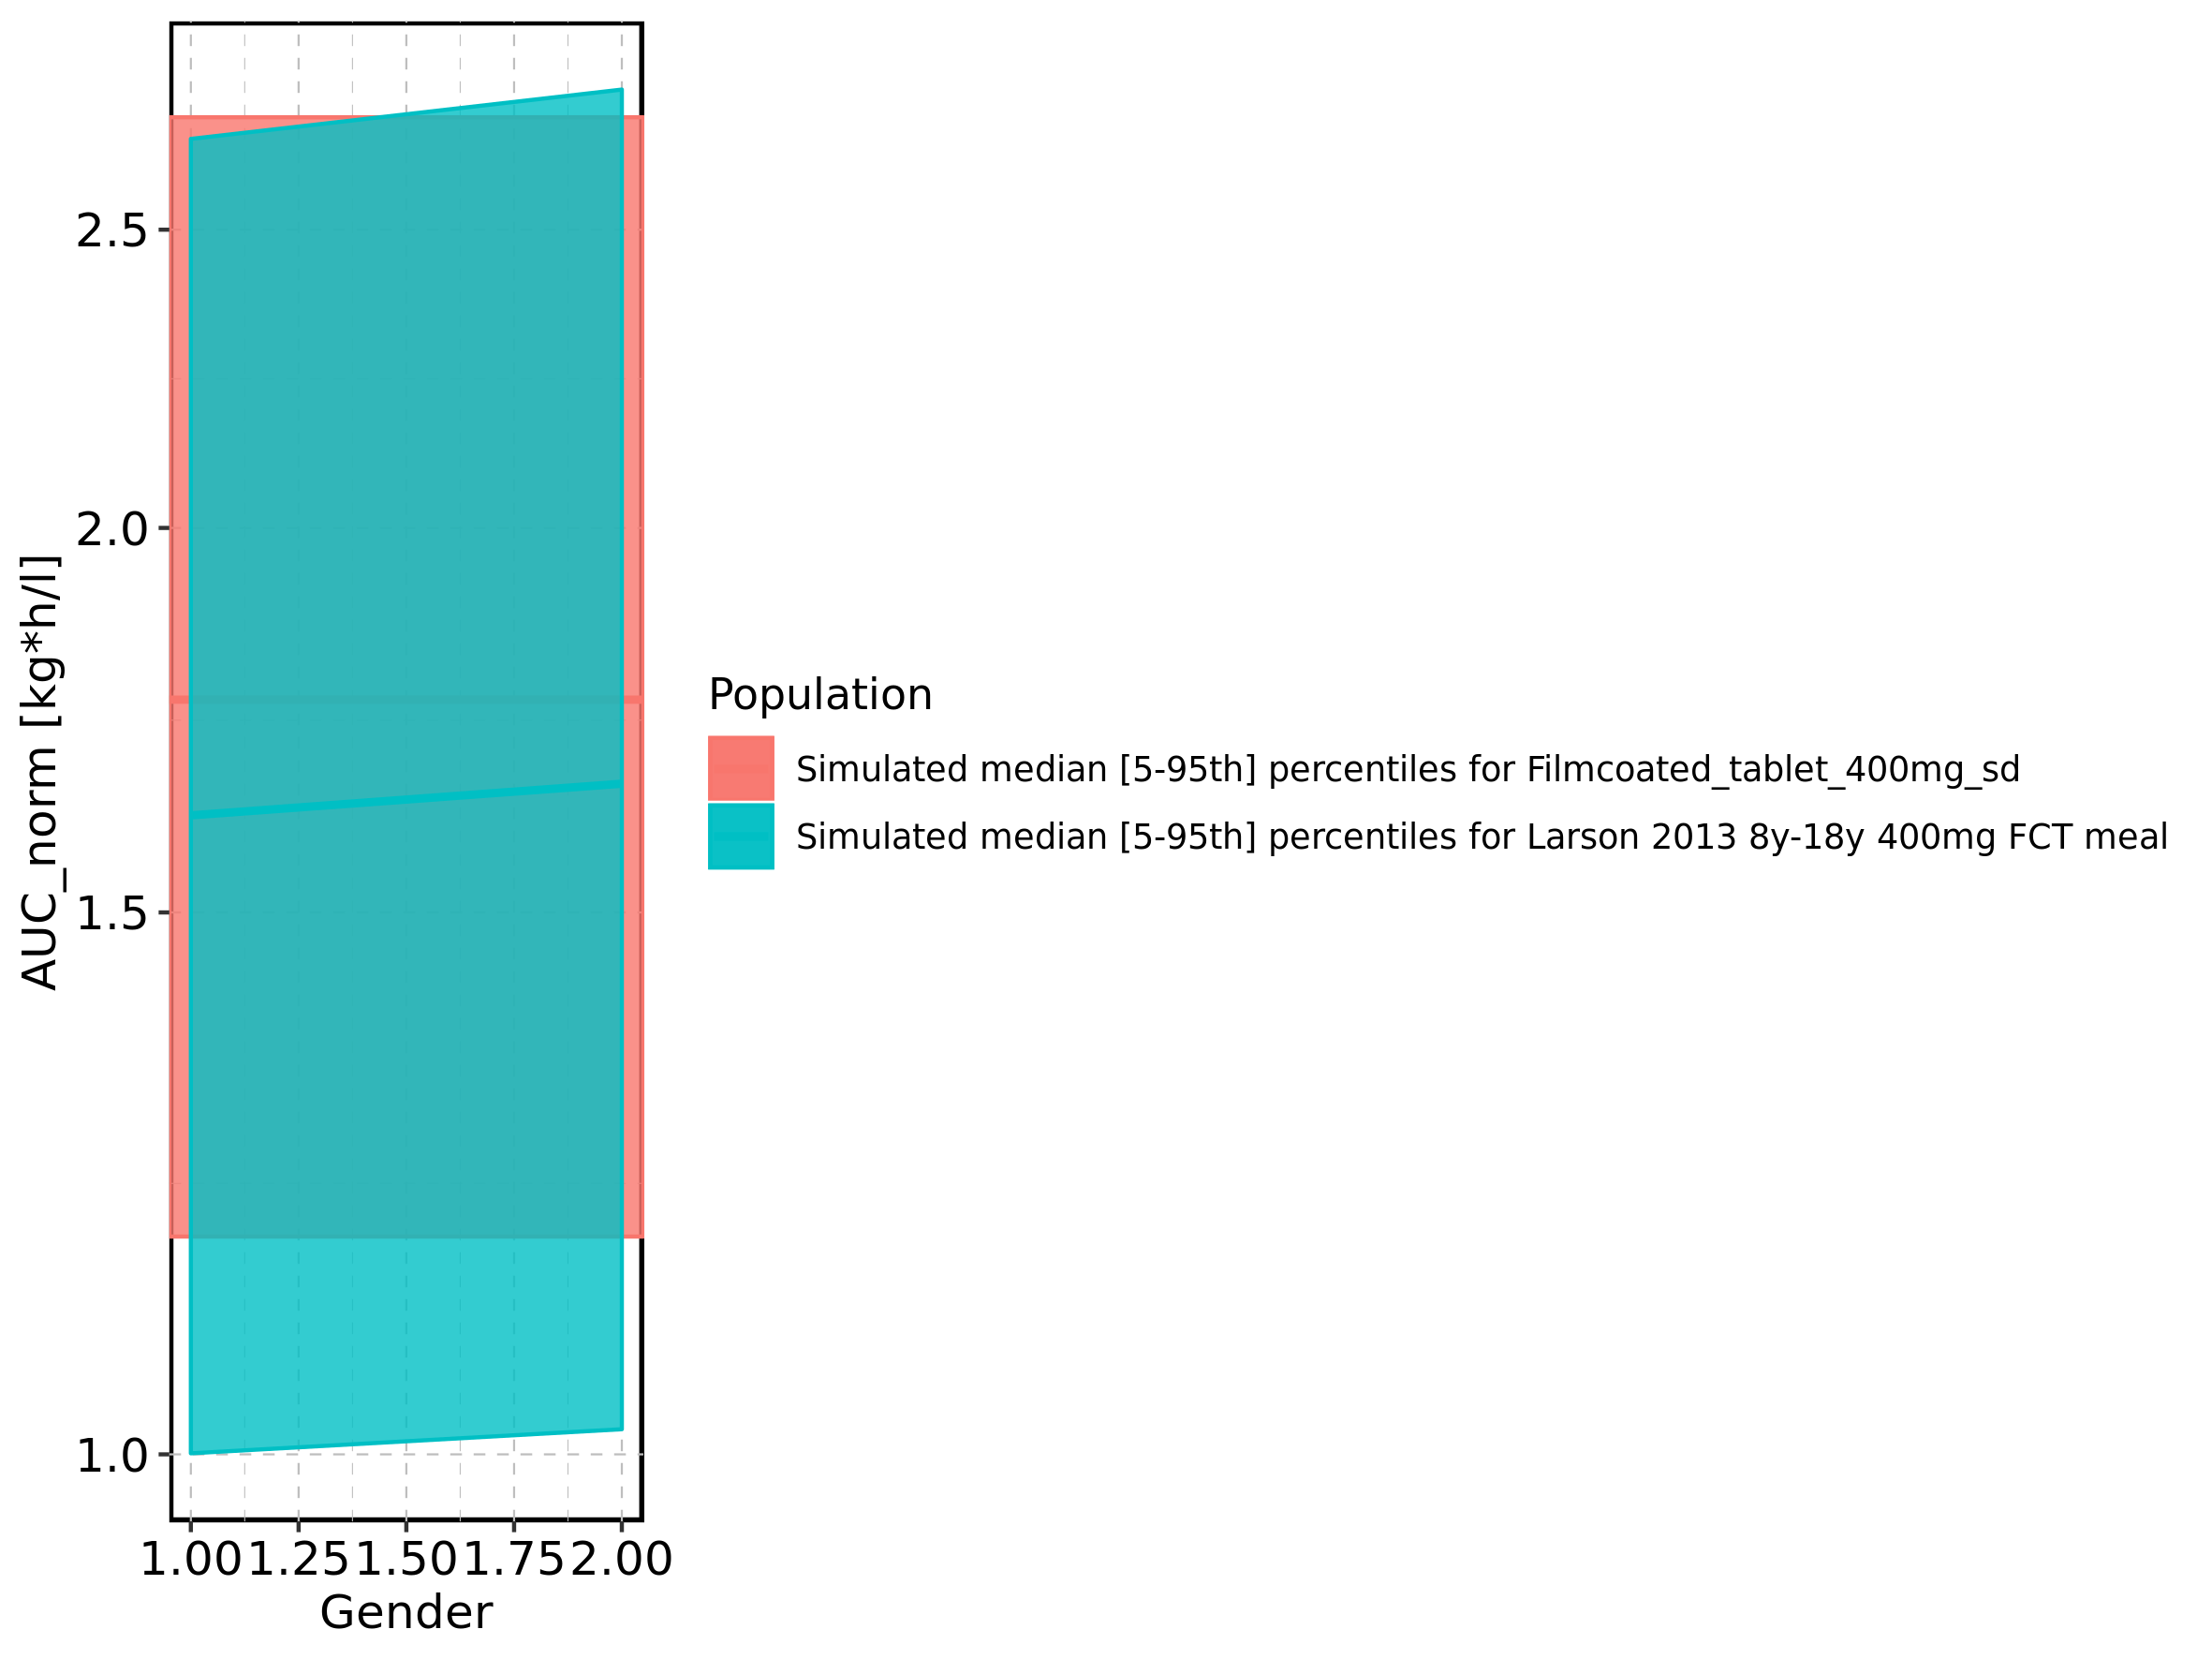 AUC_norm [kg*h/l]
2.5
2.0
1.5
1.0
1.00 1.25 1.50 1.75 2.00
Gender
Population
Simulated median [5-95th] percentiles for Filmcoated_tablet_400mg_sd
Simulated median [5-95th] percentiles for Larson 2013 8y-18y 400mg FCT meal